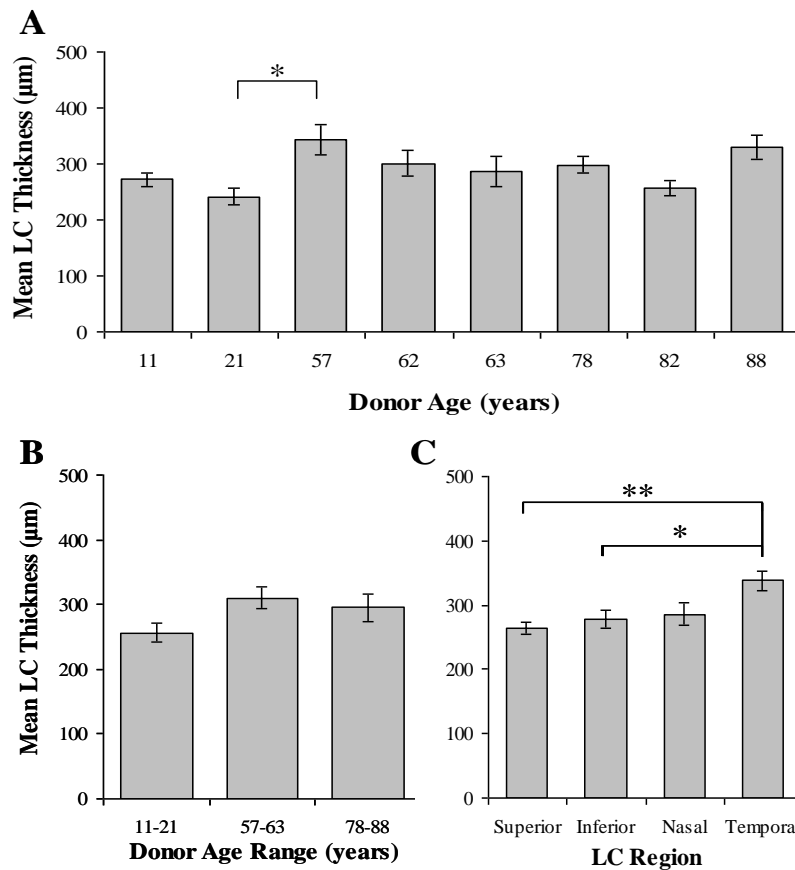 A
Mean LC Thickness (μm)
500
400
300
200
100
0
*
11 21 57 62 63 78 82 88
Donor Age (years)
B
Mean LC Thickness (μm)
500
400
300
200
100
0
11-21 57-63 78-88
Donor Age Range (years)
C
500
400
300
200
100
0
**
*
Superior Inferior Nasal Tempora
LC Region